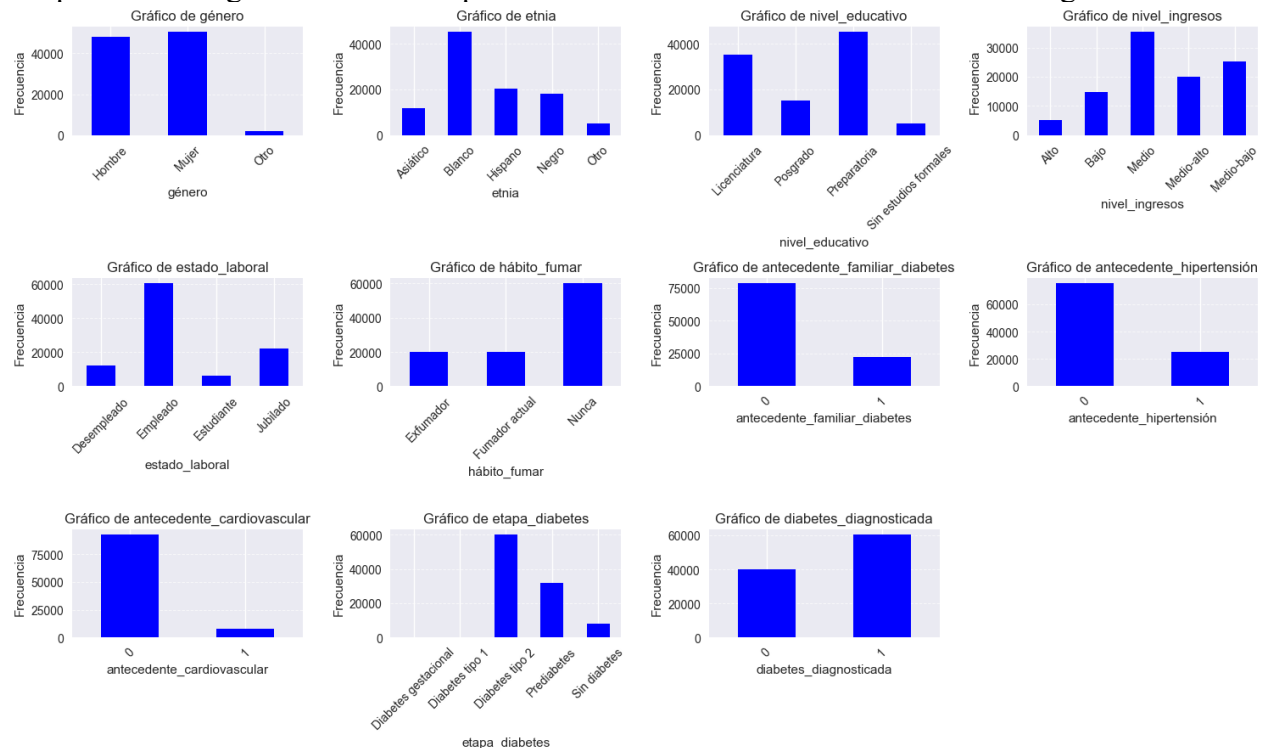 Gráfico de género
Frecuencia
40000
20000
0
Hombre
Mujer
Otro
género
Gráfico de etnia
Frecuencia
40000
20000
0
Asiático
Blanco
Hispano
Negro
Otro
etnia
Gráfico de nivel_educativo
Frecuencia
40000
20000
0
Licenciatura
Posgrado
Preparatoria
Sin estudios formales
nivel_educativo
Gráfico de nivel_ingresos
Frecuencia
30000
20000
10000
0
Alto
Bajo
Medio
Medio-alto
Medio-bajo
nivel_ingresos
Gráfico de estado_laboral
Frecuencia
60000
40000
20000
0
Desempleado
Empleado
Estudiante
Jubilado
estado_laboral
Gráfico de hábito_fumar
Frecuencia
60000
40000
20000
0
Exfumador
Fumador actual
Nunca
hábito_fumar
Gráfico de antecedente_familiar_diabetes
Frecuencia
75000
50000
25000
0
0
1
antecedente_familiar_diabetes
Gráfico de antecedente_hipertensión
Frecuencia
60000
40000
20000
0
0
1
antecedente_hipertensión
Gráfico de antecedente_cardiovascular
Frecuencia
75000
50000
25000
0
0
1
antecedente_cardiovascular
Gráfico de etapa_diabetes
Frecuencia
60000
40000
20000
0
Diabetes gestacional
Diabetes tipo 1
Diabetes tipo 2
Prediabetes
Sin diabetes
etapa_diabetes
Gráfico de diabetes_diagnosticada
Frecuencia
60000
40000
20000
0
0
1
diabetes_diagnosticada